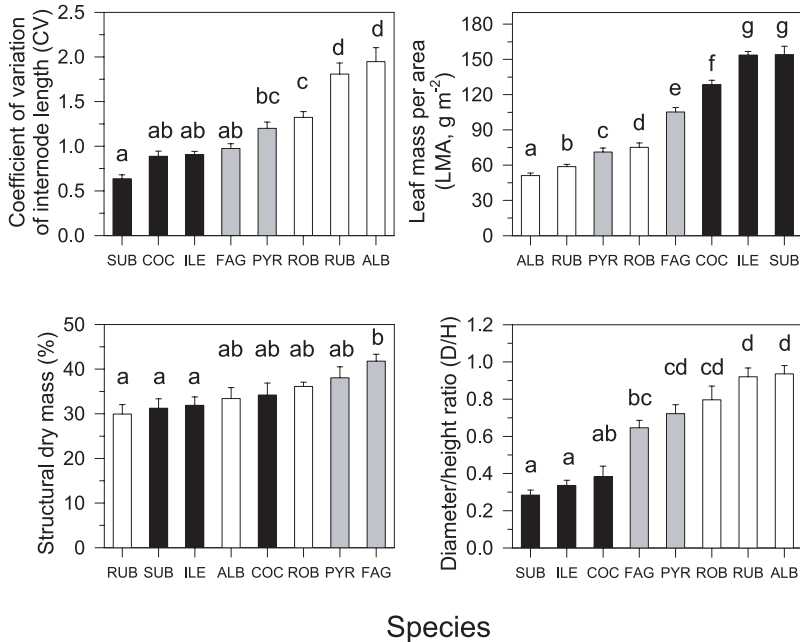 Coefficient of variation
of internode length (CV)
2.5
2.0
1.5
1.0
0.5
0.0
a ab ab ab bc c d d
SUB COC ILE FAG PYR ROB RUB ALB
Leaf mass per area
(LMA, g m-2)
180
150
120
90
60
30
0
a b c d e f g g
ALB RUB PYR ROB FAG COC ILE SUB
Structural dry mass (%)
50
40
30
20
10
0
a a a ab ab ab ab b
RUB SUB ILE ALB COC ROB PYR FAG
Diameter/height ratio (D/H)
1.2
1.0
0.8
0.6
0.4
0.2
0.0
a a ab bc cd cd d d
SUB ILE COC FAG PYR ROB RUB ALB
Species